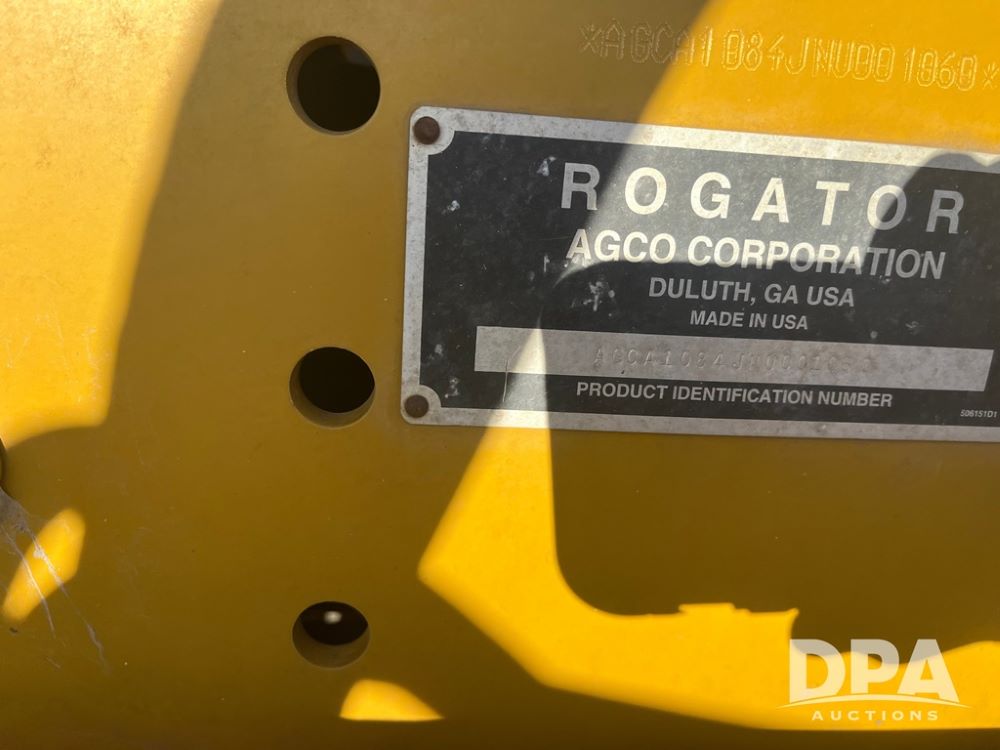 *AGCA1084JNU001060*
ROGATOR
AGCO CORPORATION
DULUTH, GA USA
MADE IN USA
PRODUCT IDENTIFICATION NUMBER
506151D1
DPA
AUCTIONS